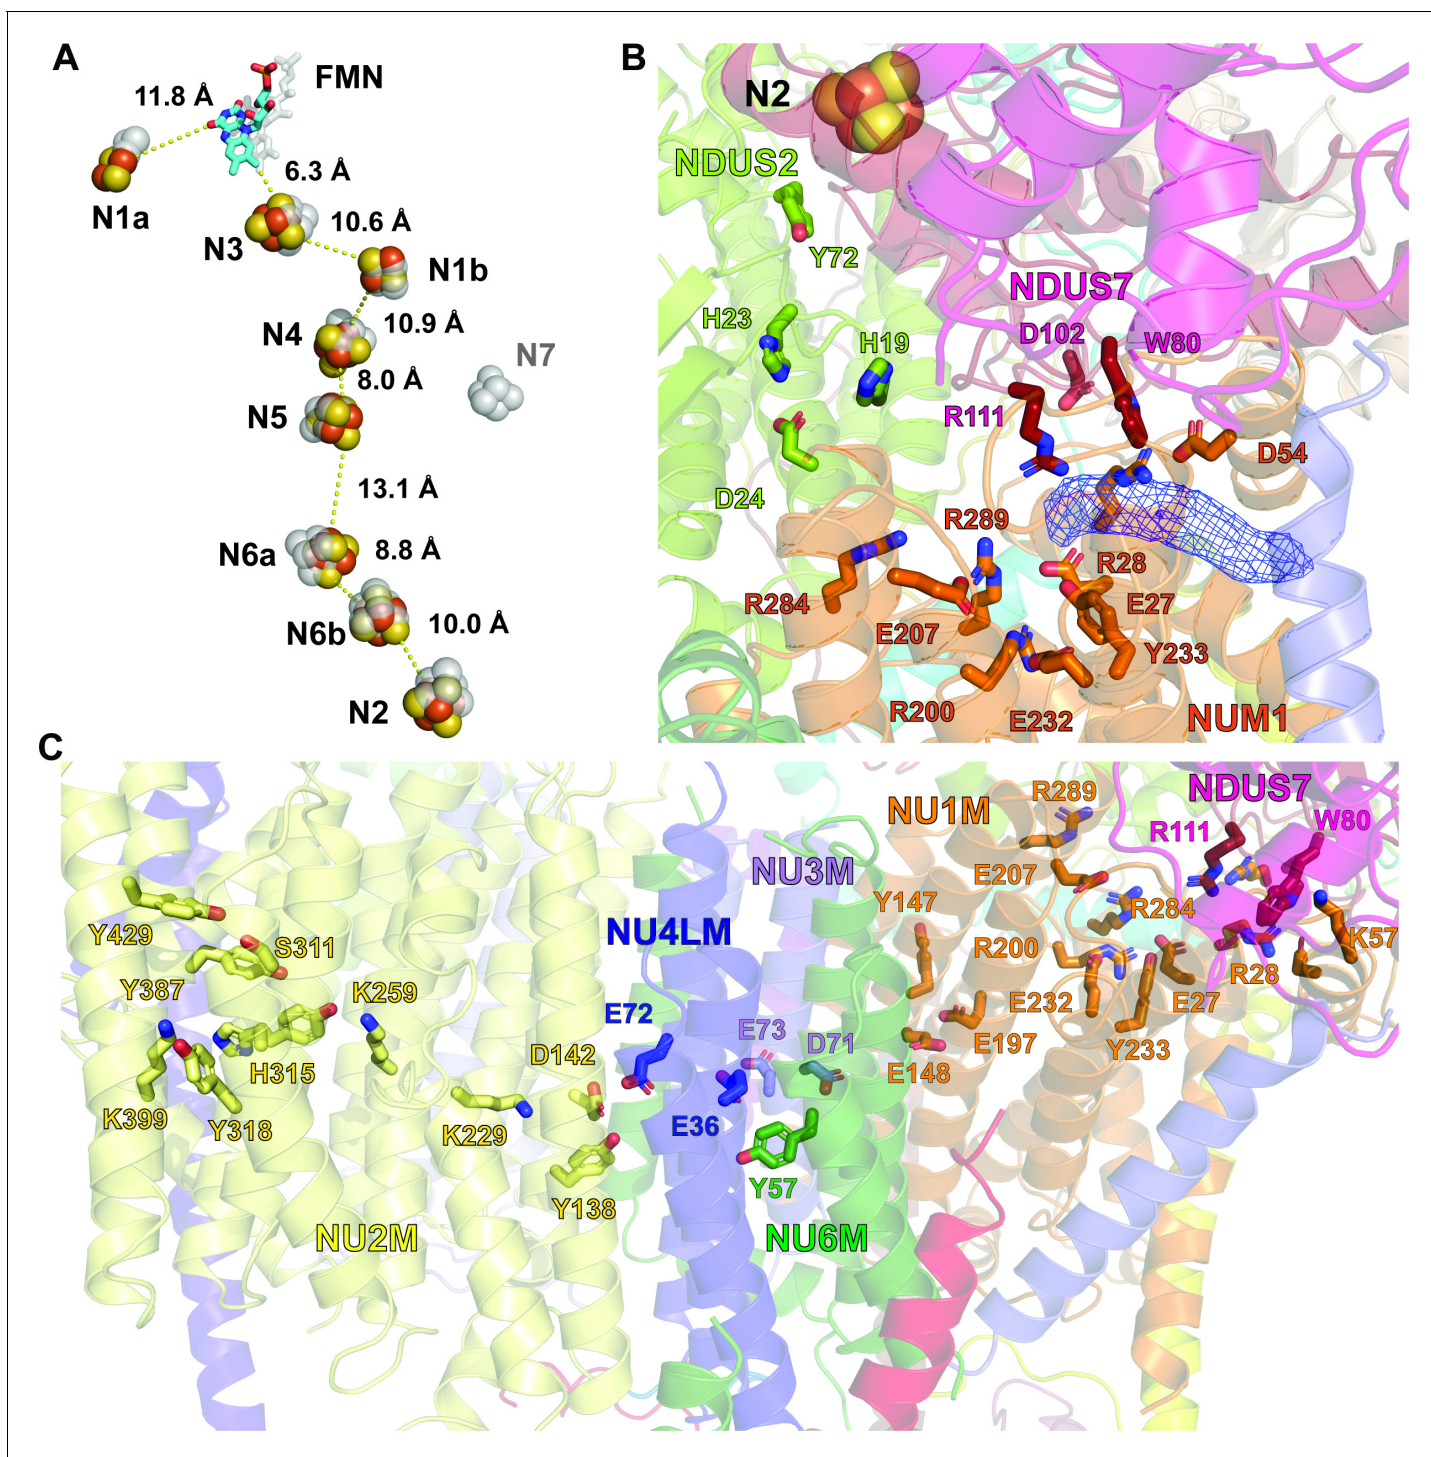 A
FMN
11.8 Å
6.3 Å
N1a
N3
10.6 Å
N1b
N4
10.9 Å
N7
8.0 Å
N5
13.1 Å
N6a
8.8 Å
N6b
10.0 Å
N2
B
N2
NDUS2
Y72
NDUS7
H23
H19
D102
W80
R111
D54
D24
R289
R28
R284
E207
E27
Y233
R200
E232
NUM1
C
NU1M
R289
NDUS7
R111
W80
NU3M
E207
Y147
R284
K57
Y429
S311
NU4LM
Y387
K259
R200
R28
E72
E232
E27
E73
D71
D142
E197
Y233
H315
E148
K399
Y318
K229
E36
Y57
Y138
NU2M
NU6M